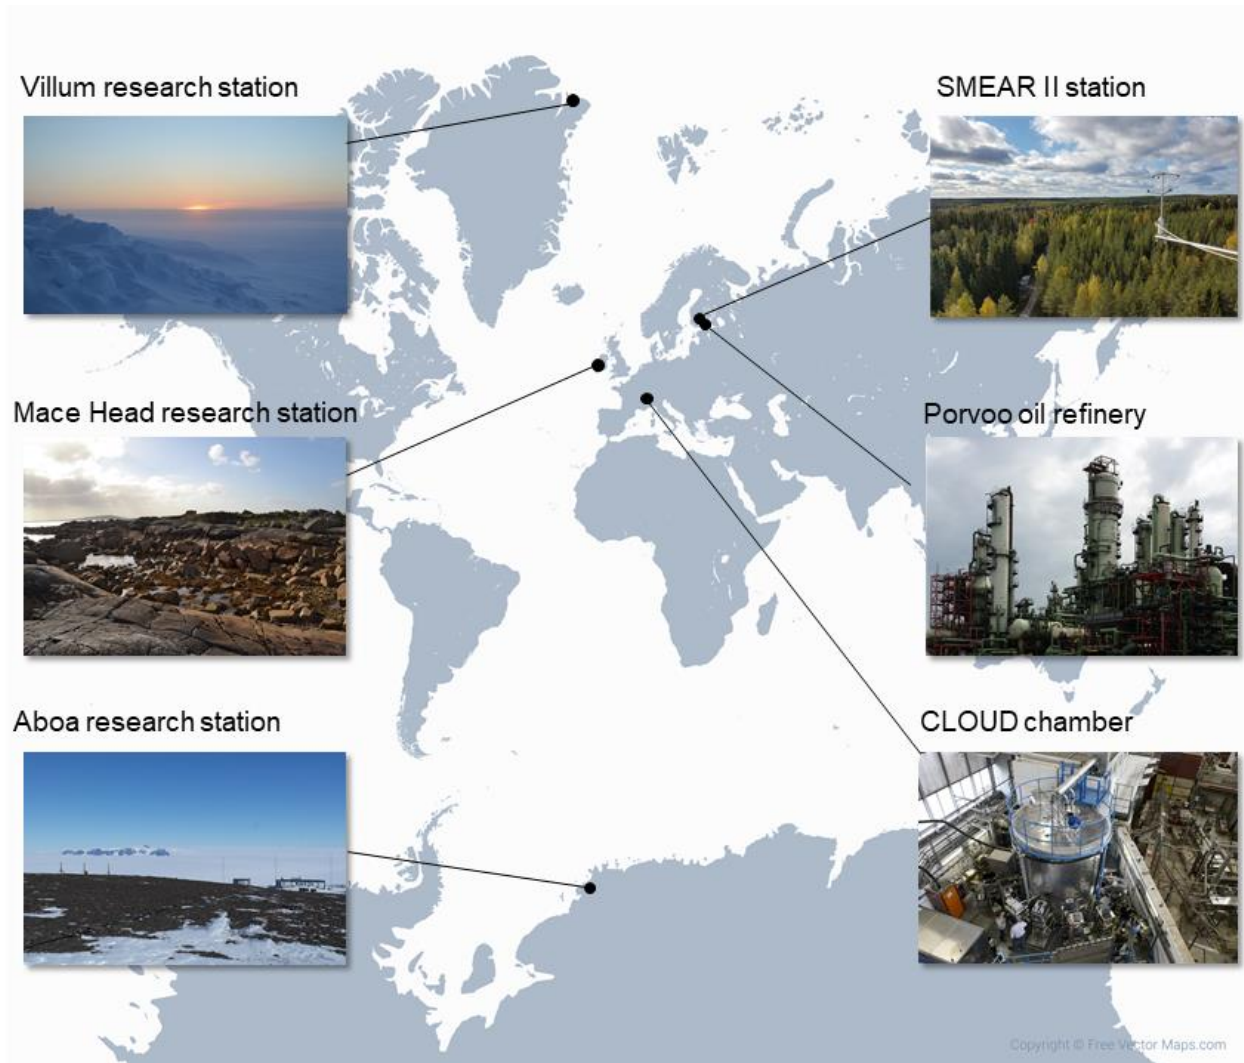 Villum research station
SMEAR II station
Mace Head research station
Porvoo oil refinery
Aboa research station
CLOUD chamber
Copyright © Free Vector Maps.com